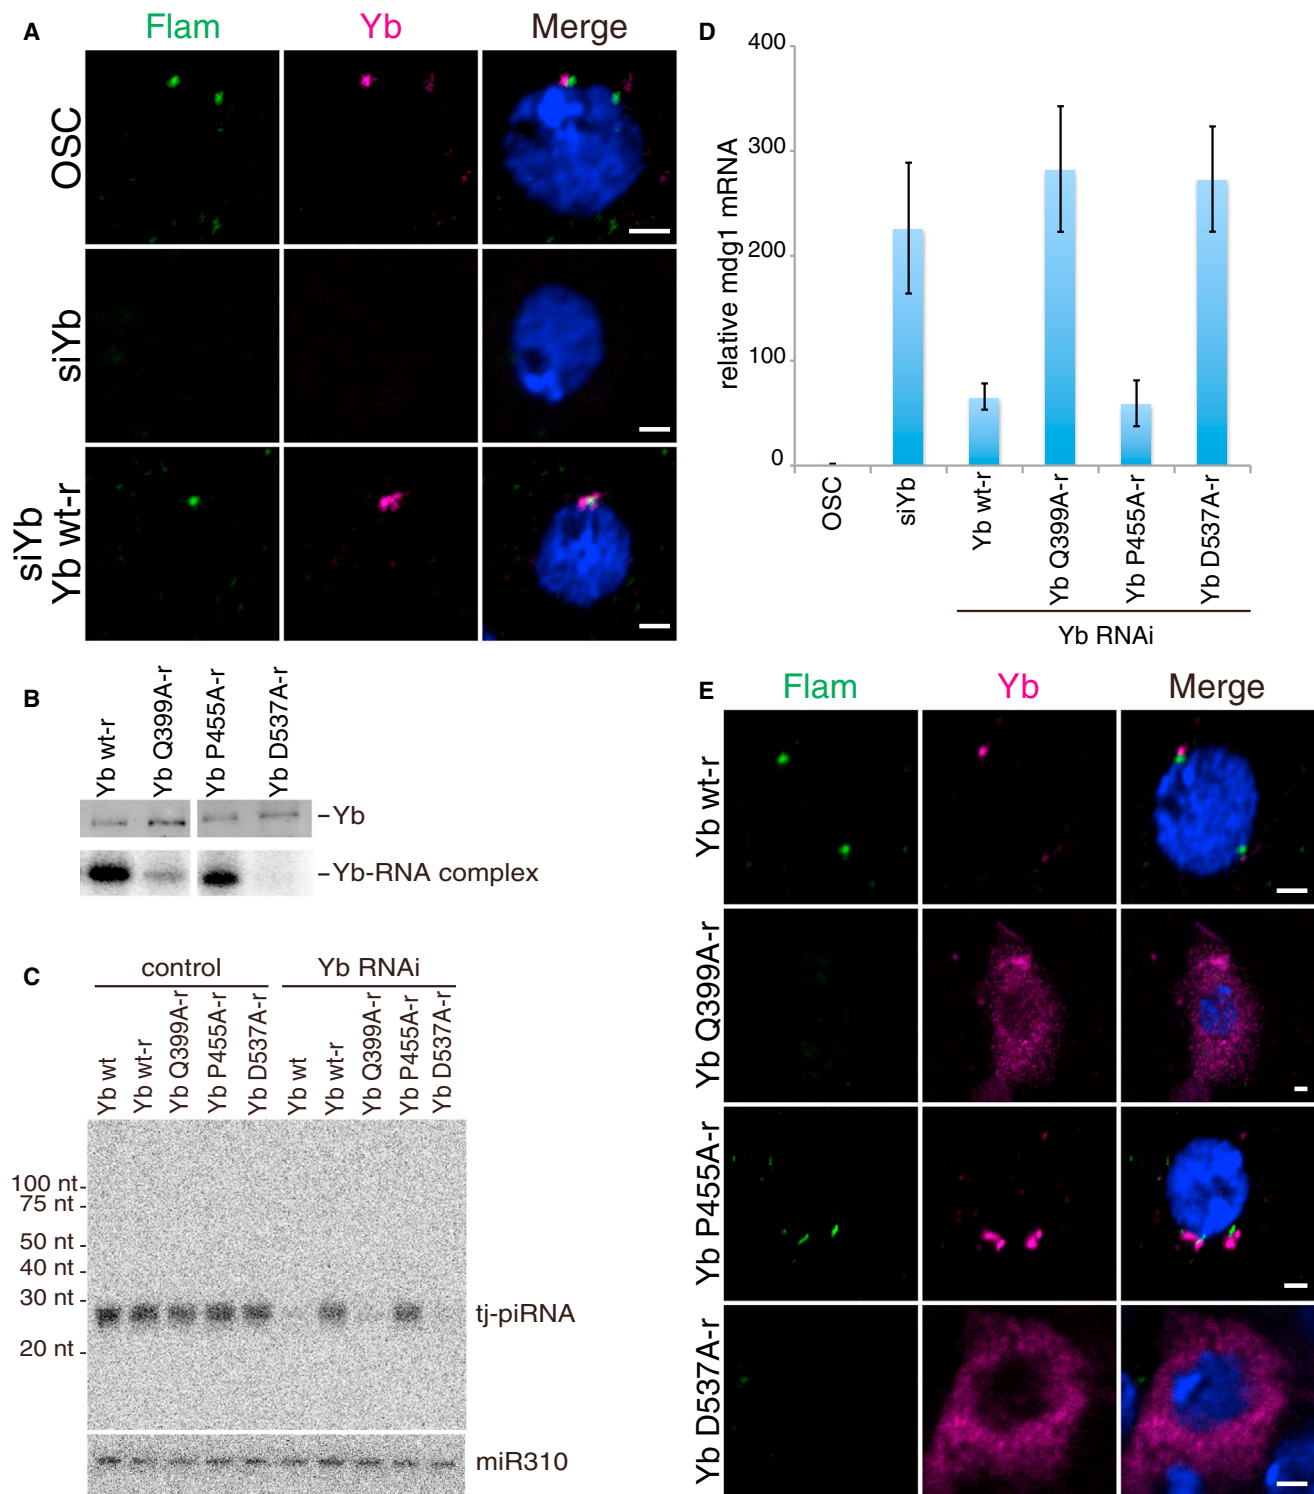 A
Flam
Yb
Merge
OSC
siYb
siYb
Yb wt-r
B
Yb wt-r
Yb Q399A-r
Yb P455A-r
Yb D537A-r
–Yb
–Yb-RNA complex
C
control
Yb RNAi
Yb wt
Yb wt-r
Yb Q399A-r
Yb P455A-r
Yb D537A-r
Yb wt
Yb wt-r
Yb Q399A-r
Yb P455A-r
Yb D537A-r
100 nt
75 nt
50 nt
40 nt
30 nt
20 nt
tj-piRNA
miR310
D
relative mdg1 mRNA
400
300
200
100
0
OSC
siYb
Yb wt-r
Yb Q399A-r
Yb P455A-r
Yb D537A-r
Yb RNAi
E
Flam
Yb
Merge
Yb wt-r
Yb Q399A-r
Yb P455A-r
Yb D537A-r